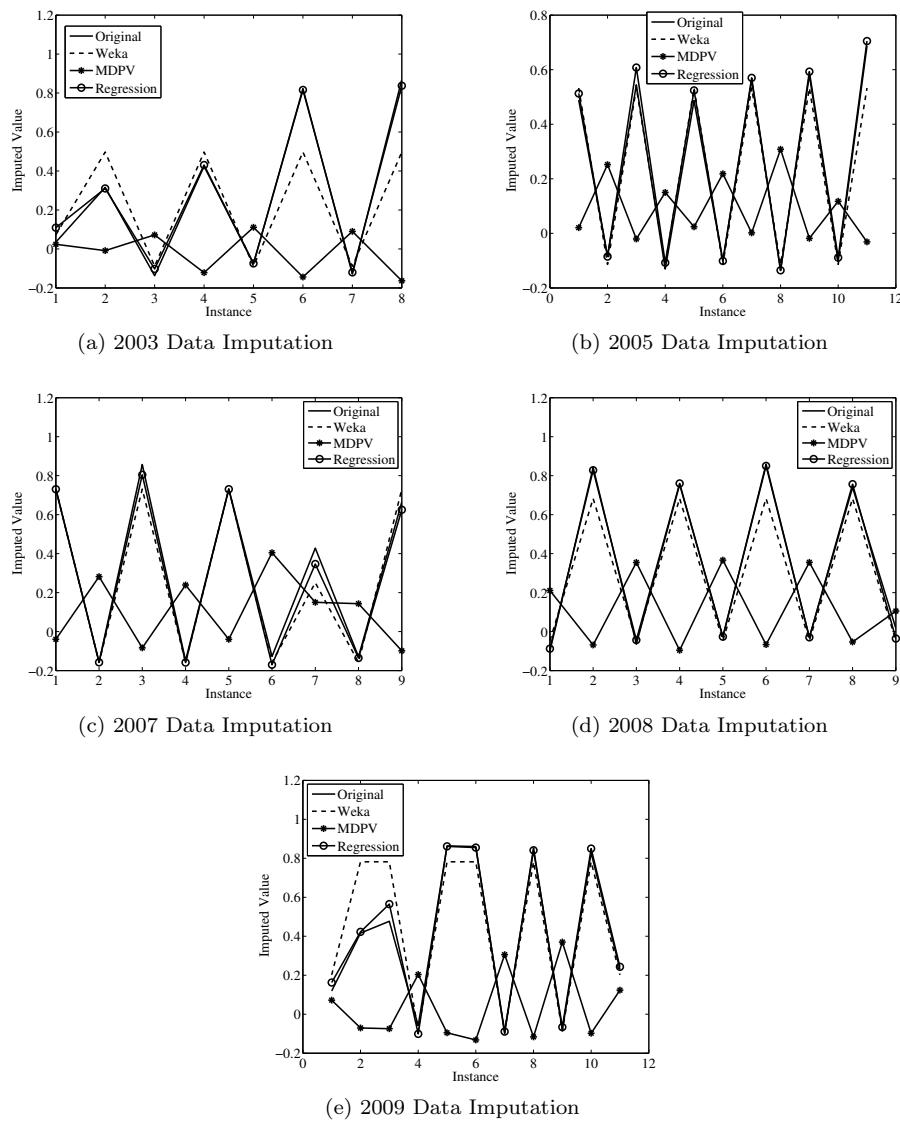 1.2
1
0.8
0.6
0.4
0.2
0
−0.2
Imputed Value
Original
Weka
MDPV
Regression
1 2 3 4 5 6 7 8
Instance
(a) 2003 Data Imputation
0.8
0.6
0.4
0.2
0
−0.2
Imputed Value
Original
Weka
MDPV
Regression
0 2 4 6 8 10 12
Instance
(b) 2005 Data Imputation
1.2
1
0.8
0.6
0.4
0.2
0
−0.2
Imputed Value
Original
Weka
MDPV
Regression
1 2 3 4 5 6 7 8 9
Instance
(c) 2007 Data Imputation
1.2
1
0.8
0.6
0.4
0.2
0
−0.2
Imputed Value
Original
Weka
MDPV
Regression
1 2 3 4 5 6 7 8 9
Instance
(d) 2008 Data Imputation
1.2
1
0.8
0.6
0.4
0.2
0
−0.2
Imputed Value
Original
Weka
MDPV
Regression
0 2 4 6 8 10 12
Instance
(e) 2009 Data Imputation